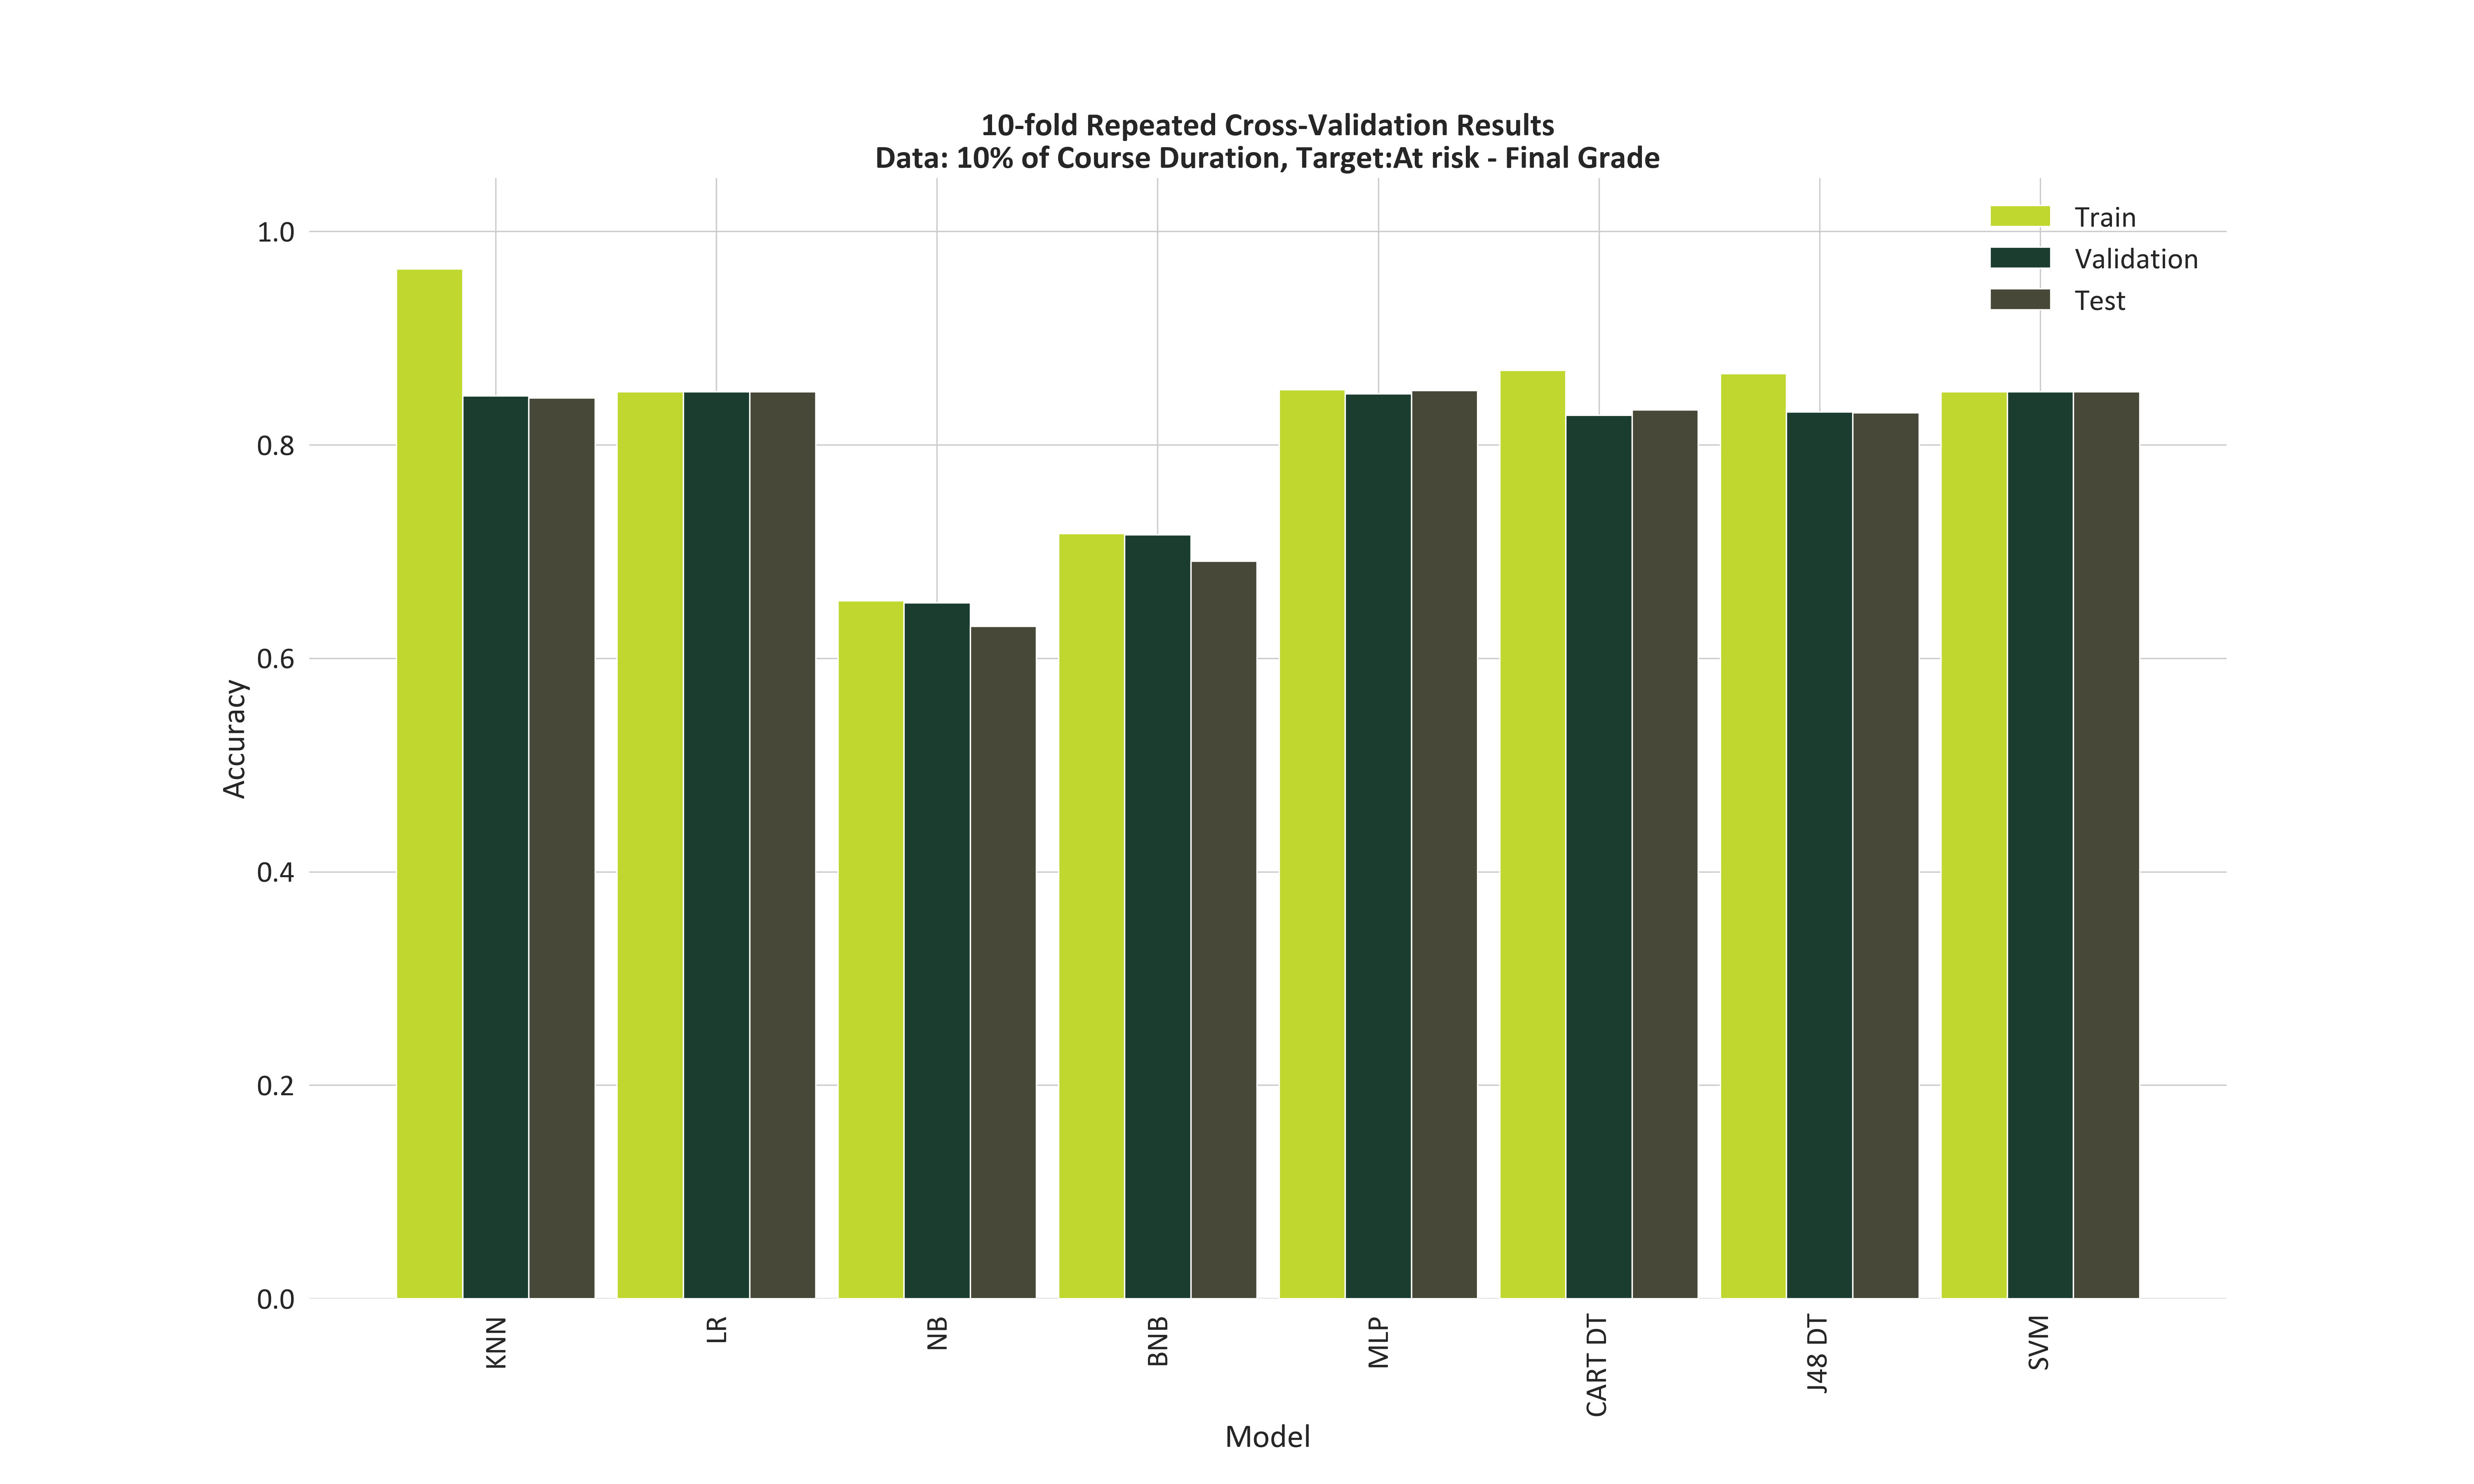 10-fold Repeated Cross-Validation Results
Data: 10% of Course Duration, Target:At risk - Final Grade
Train
Validation
Test
1.0
0.8
0.6
0.4
0.2
0.0
Accuracy
KNN
LR
NB
BNB
MLP
CART DT
J48 DT
SVM
Model